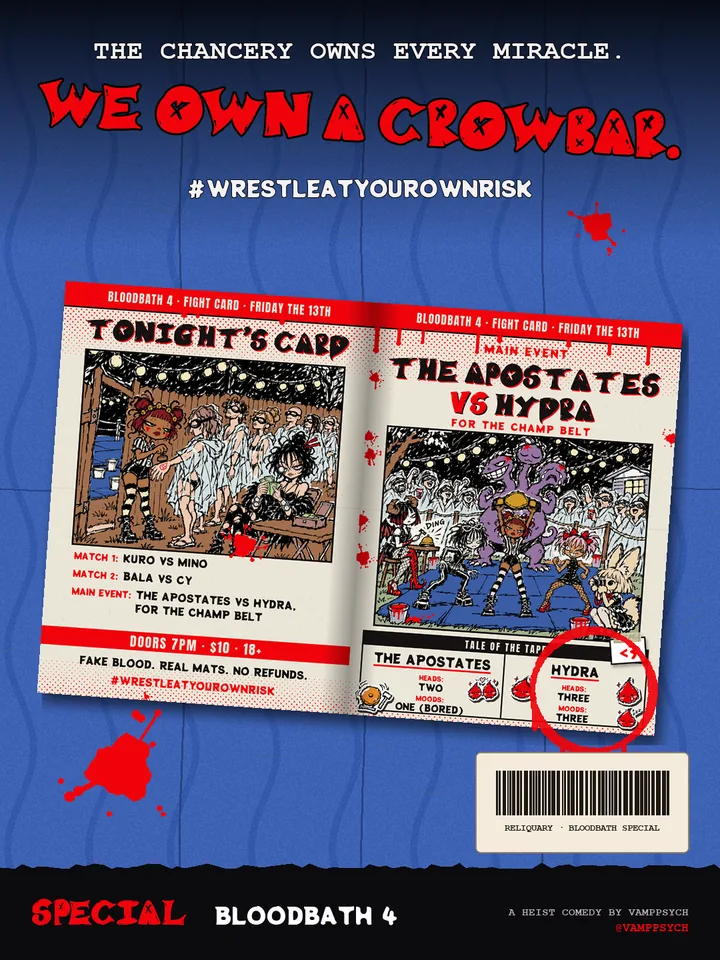 THE CHANCERY OWNS EVERY MIRACLE.
WE OWN A CROWBAR.
#WRESTLEATYOUROWNRISK
BLOODBATH 4 · FIGHT CARD · FRIDAY THE 13TH
TONIGHT'S CARD
MATCH 1: KURO VS MINO
MATCH 2: BALA VS CY
MAIN EVENT: THE APOSTATES VS HYDRA,
FOR THE CHAMP BELT
DOORS 7PM · $10 · 18+
FAKE BLOOD. REAL MATS. NO REFUNDS.
#WRESTLEATYOUROWNRISK
BLOODBATH 4 · FIGHT CARD · FRIDAY THE 13TH
MAIN EVENT
THE APOSTATES
VS HYDRA
FOR THE CHAMP BELT
DING
TALE OF THE TAPE
THE APOSTATES
HEADS:
TWO
MOODS:
ONE (BORED)
HYDRA
HEADS:
THREE
MOODS:
THREE
RELIQUARY · BLOODBATH SPECIAL
SPECIAL
BLOODBATH 4
A HEIST COMEDY BY VAMPPSYCH
@VAMPPSYCH